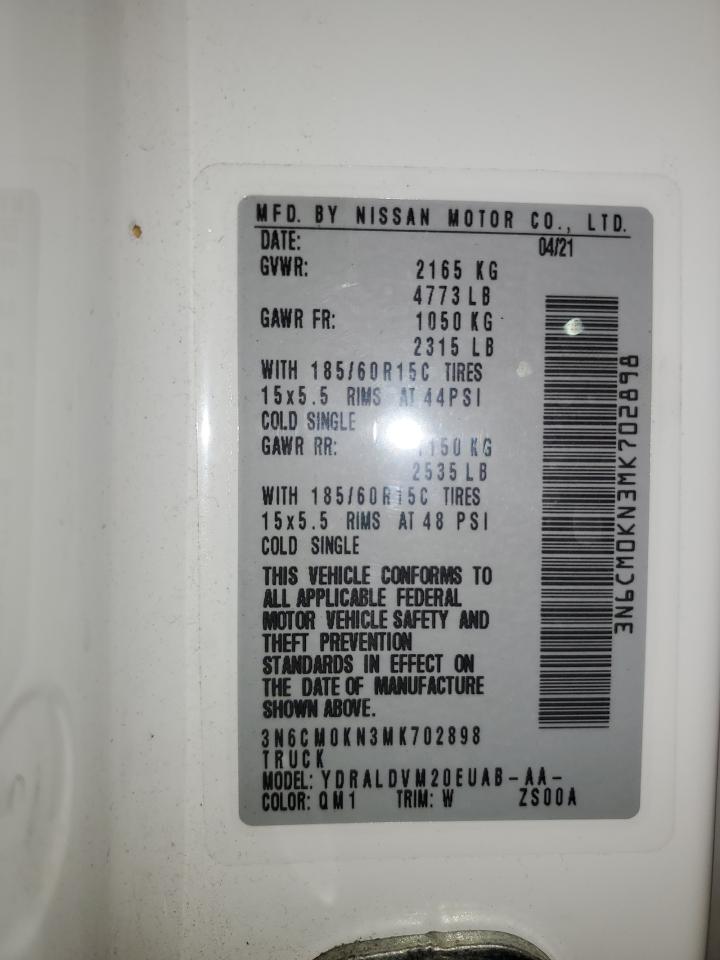 MFD. BY NISSAN MOTOR CO., LTD.
DATE: 04/21
GVWR: 2165 KG
4773 LB
GAWR FR: 1050 KG
2315 LB
WITH 185/60R15C TIRES
15x5.5 RIMS AT 44PSI
COLD SINGLE
GAWR RR: 1150 KG
2535 LB
WITH 185/60R15C TIRES
15x5.5 RIMS AT 48 PSI
COLD SINGLE
THIS VEHICLE CONFORMS TO
ALL APPLICABLE FEDERAL
MOTOR VEHICLE SAFETY AND
THEFT PREVENTION
STANDARDS IN EFFECT ON
THE DATE OF MANUFACTURE
SHOWN ABOVE.
3N6CM0KN3MK702898
TRUCK
MODEL: YDRALDVM20EUAB-AA-
COLOR: QM1 TRIM: W ZS00A
3N6CM0KN3MK702898